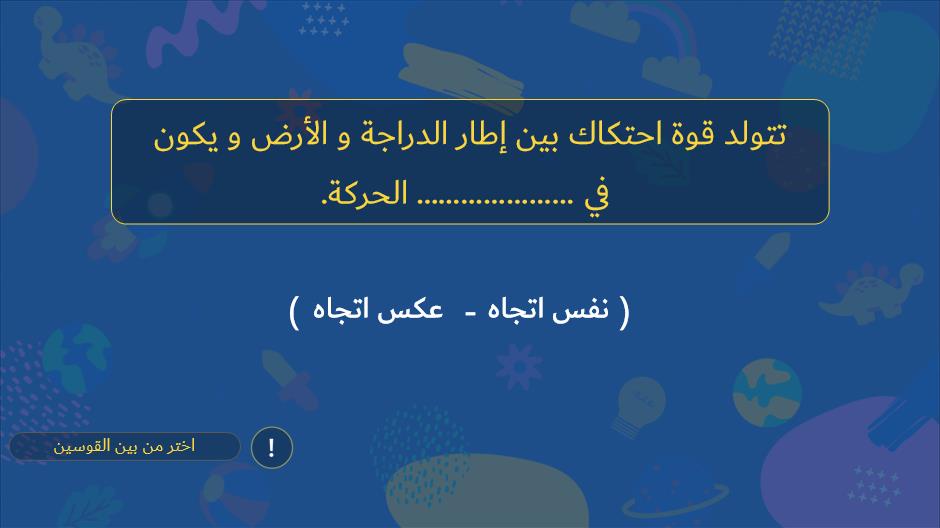 تتولد قوة احتكاك بين إطار الدراجة و الأرض و يكون
في ..................... الحركة.
( نفس اتجاه - عكس اتجاه )
!
اختر من بين القوسين